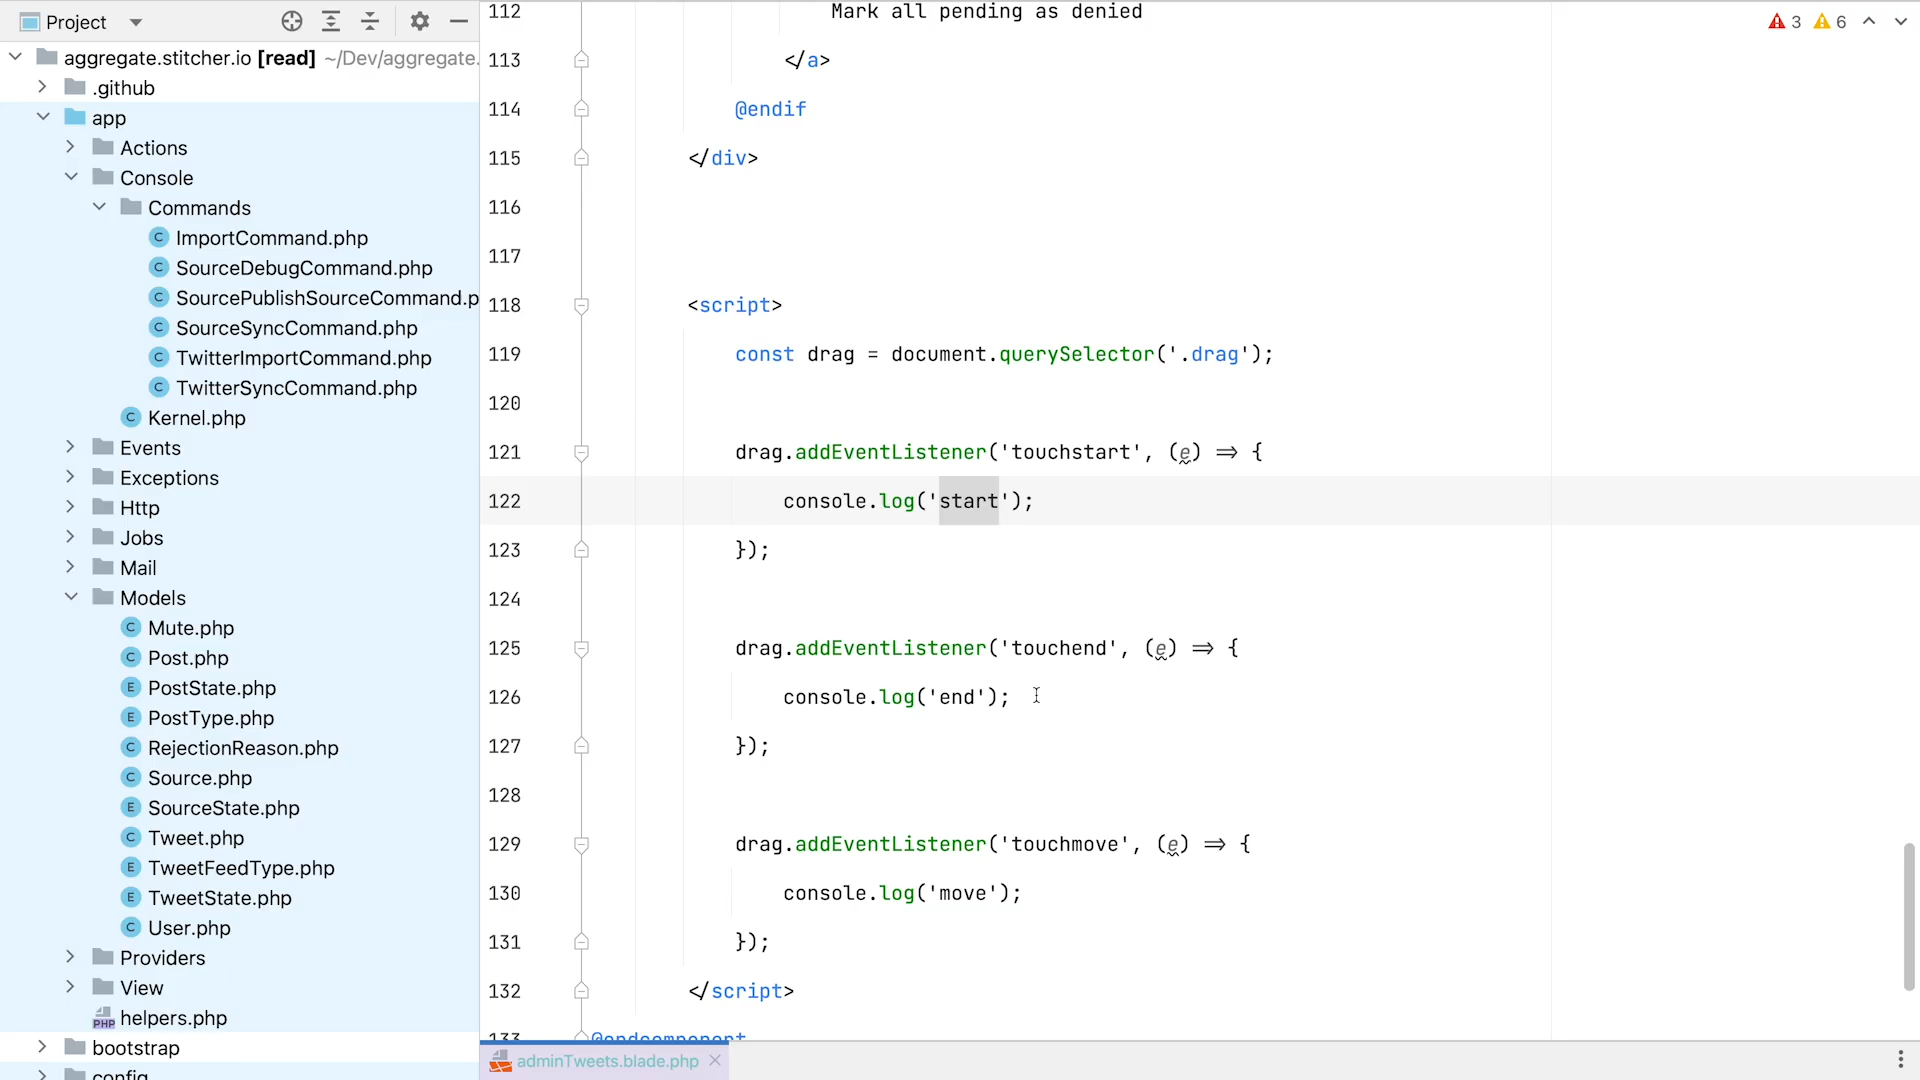 Project
aggregate.stitcher.io [read] ~/Dev/aggregate.
.github
app
Actions
Console
Commands
ImportCommand.php
SourceDebugCommand.php
SourcePublishSourceCommand.p
SourceSyncCommand.php
TwitterImportCommand.php
TwitterSyncCommand.php
Kernel.php
Events
Exceptions
Http
Jobs
Mail
Models
Mute.php
Post.php
PostState.php
PostType.php
RejectionReason.php
Source.php
SourceState.php
Tweet.php
TweetFeedType.php
TweetState.php
User.php
Providers
View
helpers.php
bootstrap
config
3 6
112 Mark all pending as denied
113 </a>
114 @endif
115 </div>
116
117
118 <script>
119 const drag = document.querySelector('.drag');
120
121 drag.addEventListener('touchstart', (e) => {
122 console.log('start');
123 });
124
125 drag.addEventListener('touchend', (e) => {
126 console.log('end');
127 });
128
129 drag.addEventListener('touchmove', (e) => {
130 console.log('move');
131 });
132 </script>
133 @endcomponent
adminTweets.blade.php